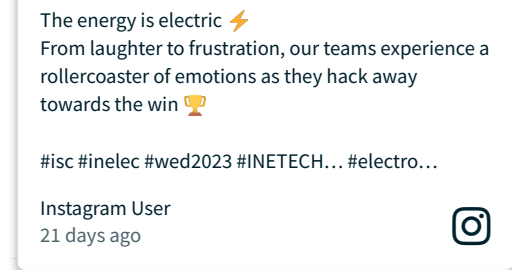 The energy is electric ⚡
From laughter to frustration, our teams experience a
rollercoaster of emotions as they hack away
towards the win 🏆
#isc #inelec #wed2023 #INETECH… #electro…
Instagram User
21 days ago